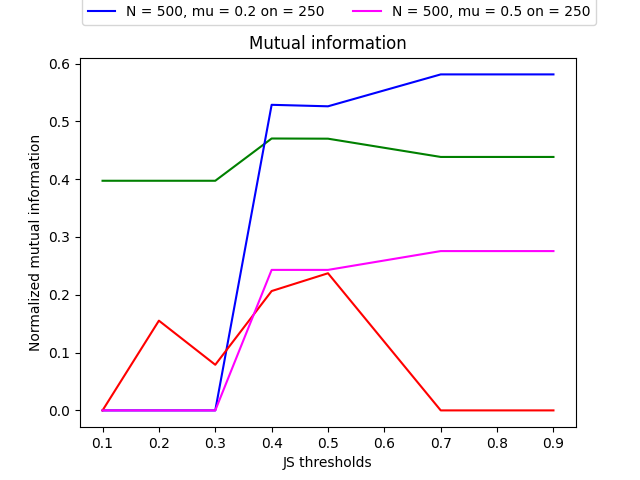 N = 500, mu = 0.2 on = 250 N = 500, mu = 0.5 on = 250
Mutual information
Normalized mutual information
0.6
0.5
0.4
0.3
0.2
0.1
0.0
0.1 0.2 0.3 0.4 0.5 0.6 0.7 0.8 0.9
JS thresholds